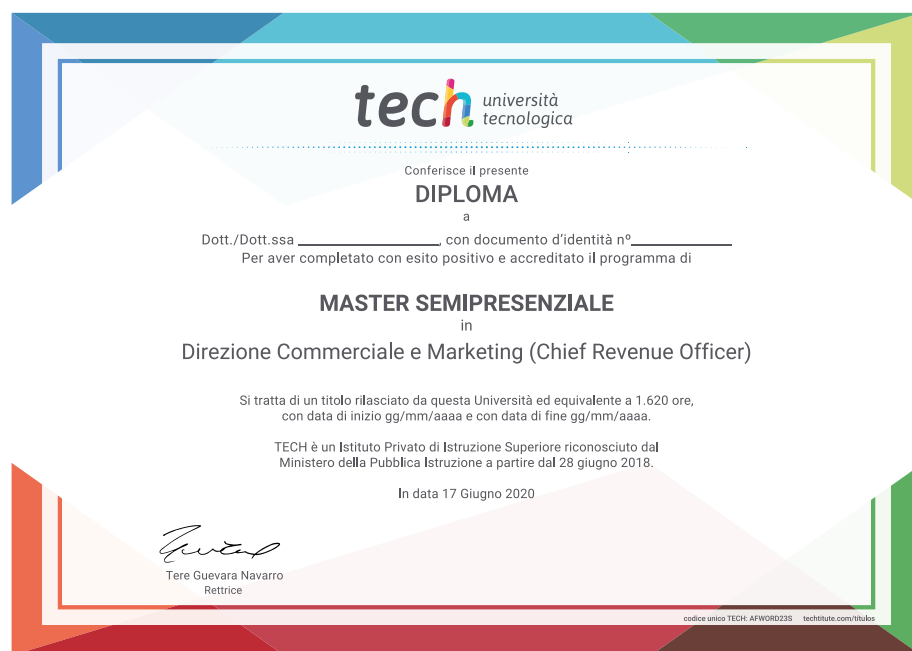 tech università
tecnologica
Conferisce il presente
DIPLOMA
a
Dott./Dott.ssa ____________________, con documento d'identità nº______________
Per aver completato con esito positivo e accreditato il programma di
MASTER SEMIPRESENZIALE
in
Direzione Commerciale e Marketing (Chief Revenue Officer)
Si tratta di un titolo rilasciato da questa Università ed equivalente a 1.620 ore,
con data di inizio gg/mm/aaaa e con data di fine gg/mm/aaaa.
TECH è un Istituto Privato di Istruzione Superiore riconosciuto dal
Ministero della Pubblica Istruzione a partire dal 28 giugno 2018.
In data 17 Giugno 2020
Tere Guevara Navarro
Rettrice
codice unico TECH: AFWORD23S techtitute.com/titulos